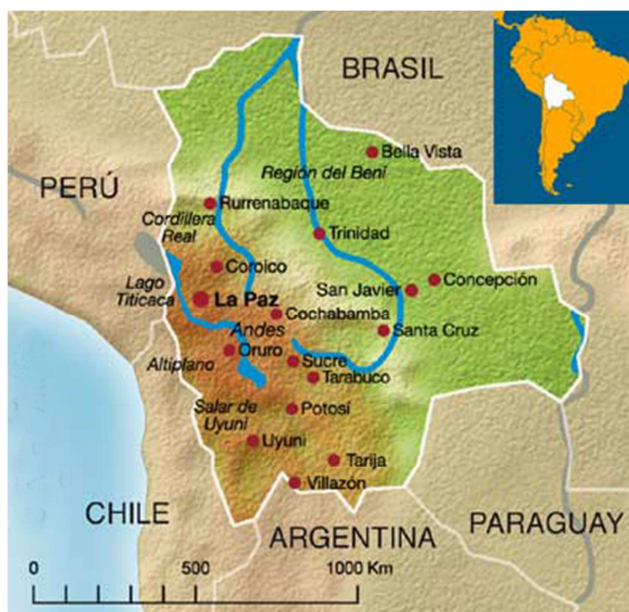 BRASIL
Bella Vista
Región del Beni
PERÚ
Rurrenabaque
Cordillera
Real
Trinidad
Coroico
Concepción
San Javier
Lago
Titicaca
La Paz
Cochabamba
Andes
Santa Cruz
Oruro
Altiplano
Sucre
Tarabuco
Salar de
Uyuni
Potosí
Uyuni
Tarija
Villazón
CHILE
PARAGUAY
ARGENTINA
0 500 1000 Km